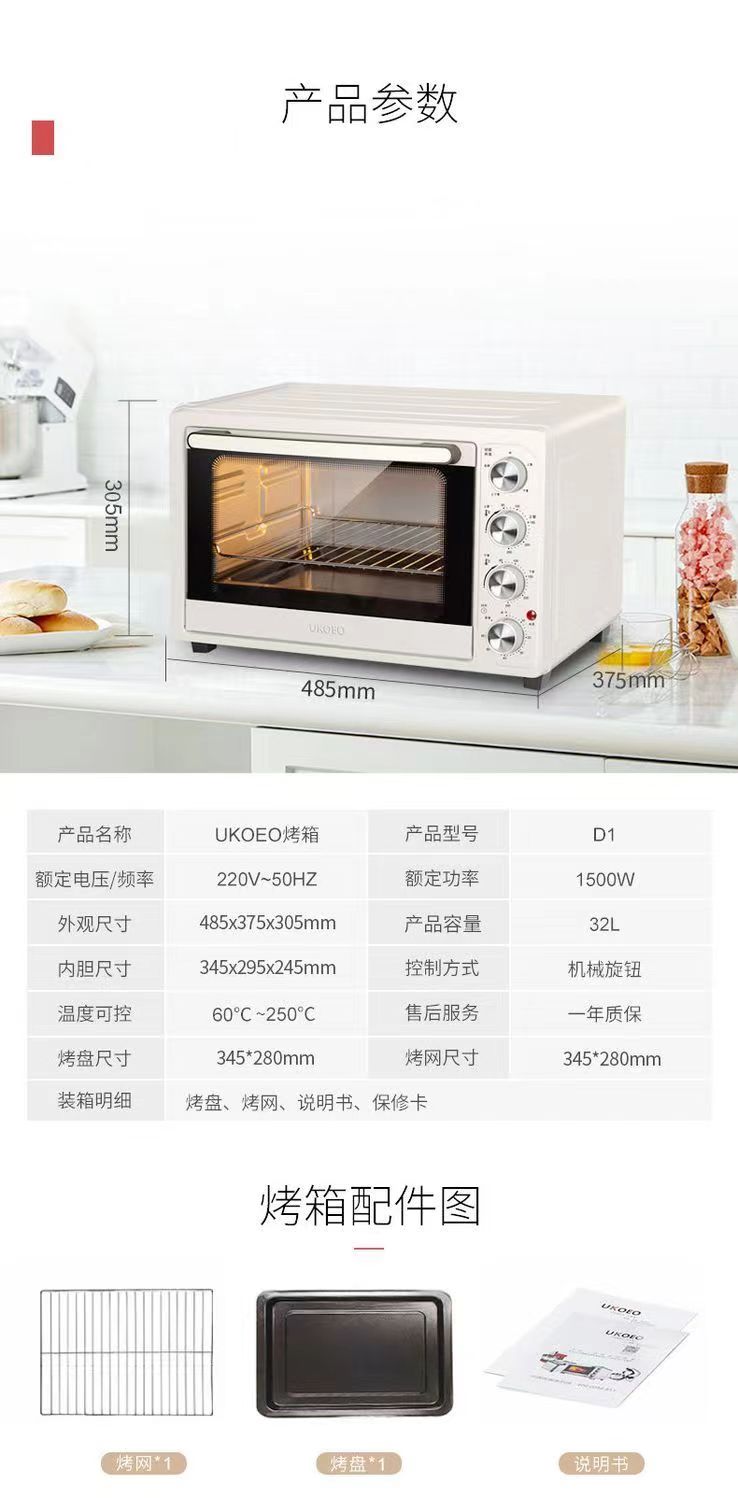 产品参数
305mm
UKOEO
485mm
375mm
产品名称 UKOEO烤箱 产品型号 D1
额定电压/频率 220V~50HZ 额定功率 1500W
外观尺寸 485x375x305mm 产品容量 32L
内胆尺寸 345x295x245mm 控制方式 机械旋钮
温度可控 60℃~250℃ 售后服务 一年质保
烤盘尺寸 345*280mm 烤网尺寸 345*280mm
装箱明细 烤盘、烤网、说明书、保修卡
烤箱配件图
UKOEO
UKOEO
烤网*1
烤盘*1
说明书